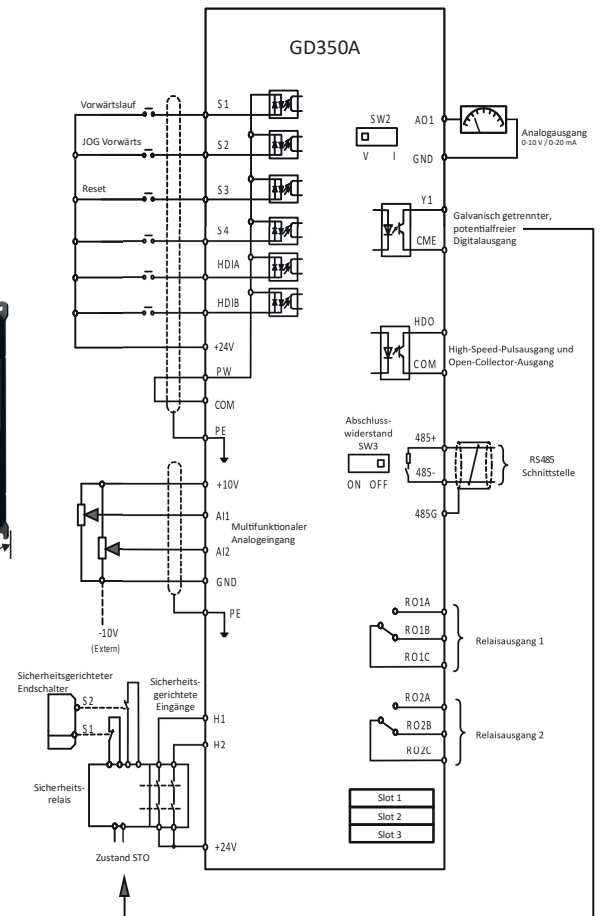 GD350A
Vorwärtslauf
S1
JOG Vorwärts
S2
Reset
S3
S4
HDIA
HDIB
+24V
PW
COM
PE
SW2
V I
AO1
GND
Analogausgang
0-10 V / 0-20 mA
Y1
CME
Galvanisch getrennter,
potentialfreier
Digitalausgang
HDO
COM
High-Speed-Pulsausgang und
Open-Collector-Ausgang
Abschluss-
widerstand
SW3
ON OFF
485+
485-
485G
RS485
Schnittstelle
+10V
AI1
AI2
GND
PE
Multifunktionaler
Analogeingang
-10V
(Extern)
RO1A
RO1B
RO1C
Relaisausgang 1
RO2A
RO2B
RO2C
Relaisausgang 2
Sicherheitsgerichteter
Endschalter
S2
S1
Sicherheits-
gerichtete
Eingänge
H1
H2
Sicherheits-
relais
+24V
Zustand STO
Slot 1
Slot 2
Slot 3